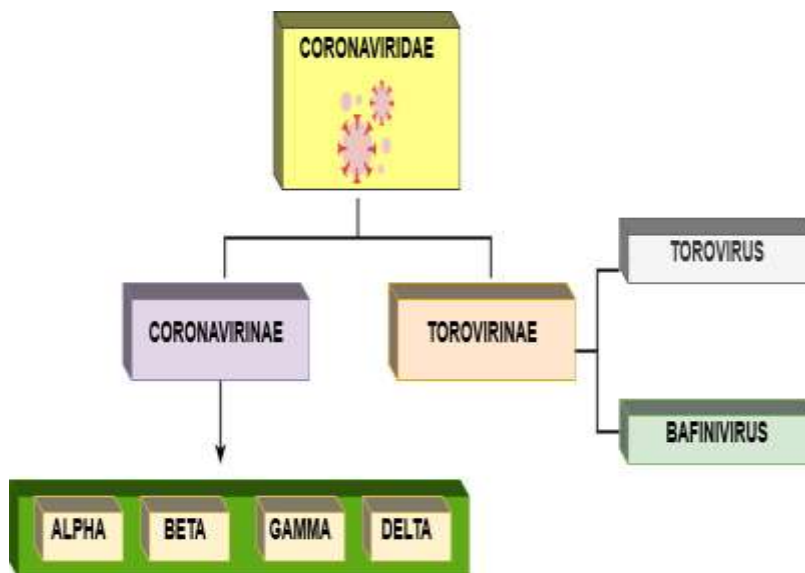 CORONAVIRIDAE
TOROVIRUS
CORONAVIRINAE
TOROVIRINAE
BAFINIVIRUS
ALPHA
BETA
GAMMA
DELTA